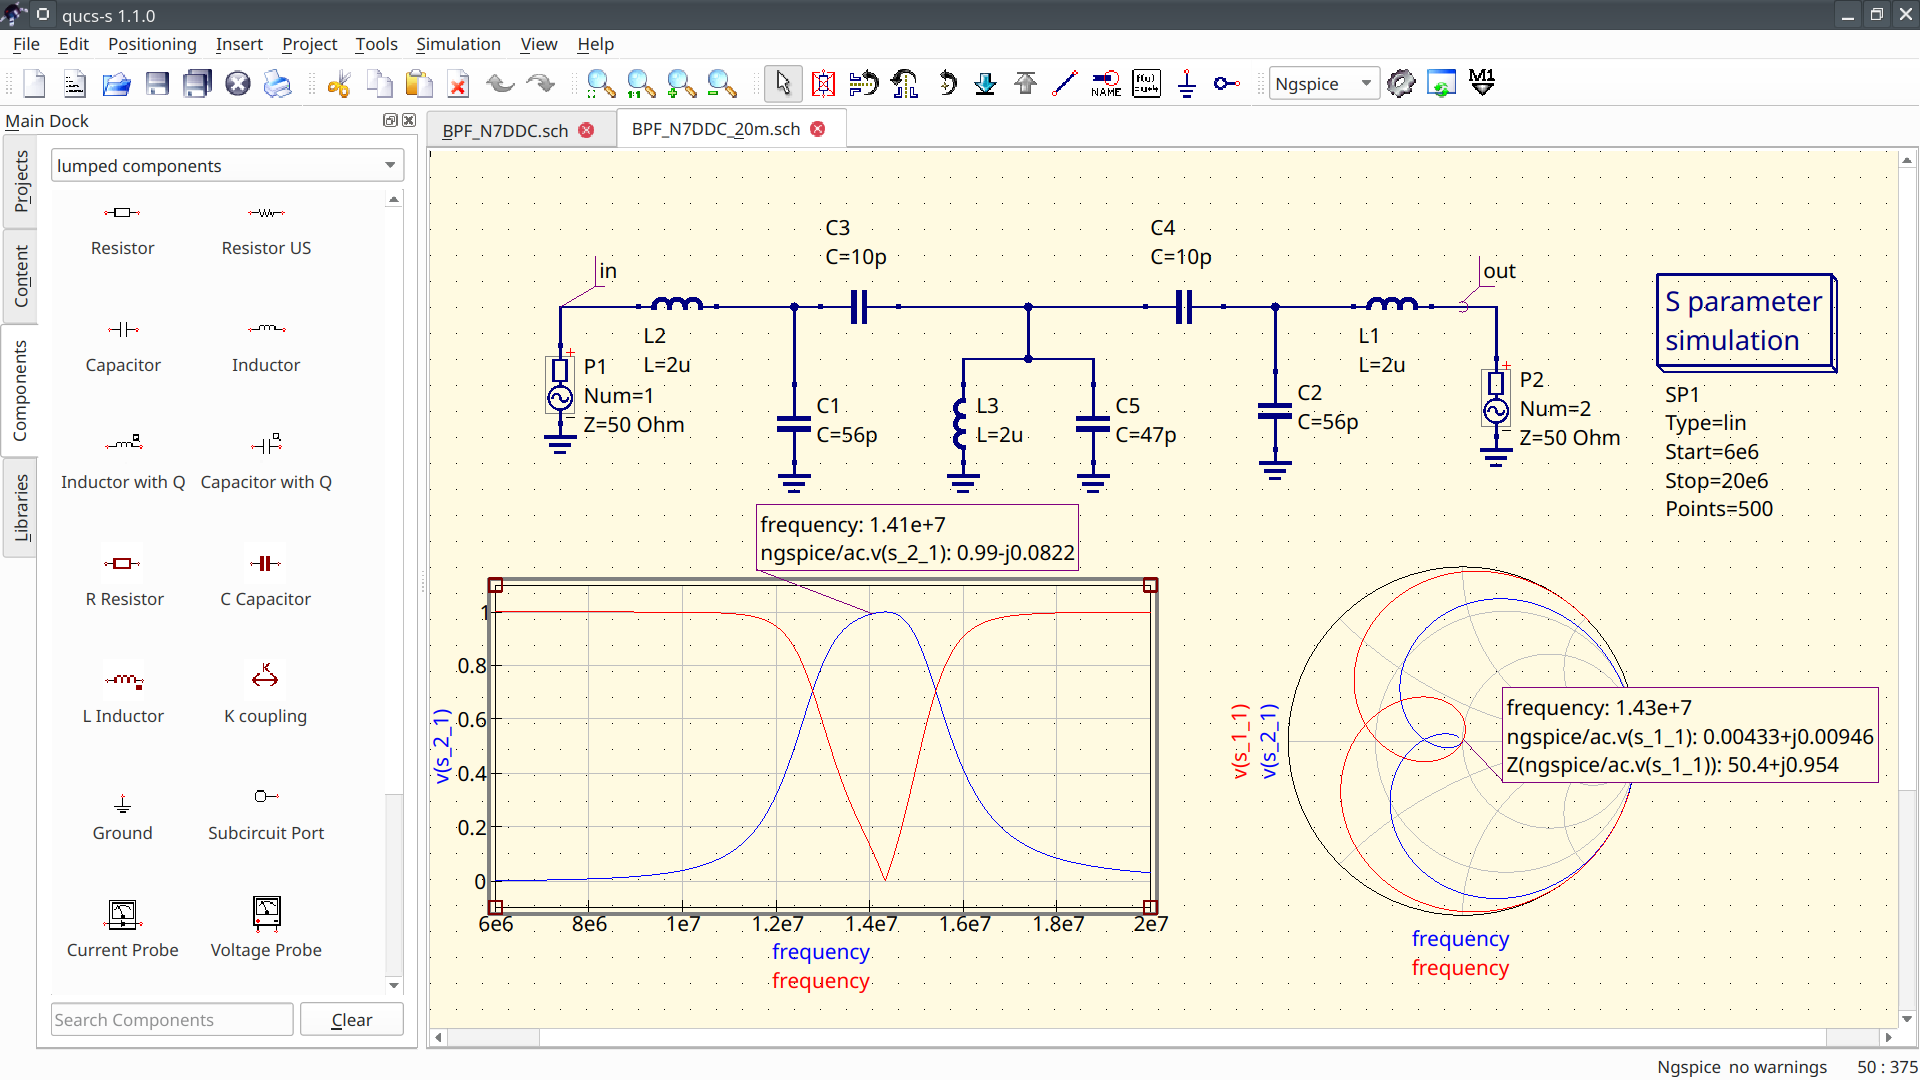 qucs-s 1.1.0
File Edit Positioning Insert Project Tools Simulation View Help
1:1
NAME
f(u)
=u+4
Ngspice
M1
Main Dock
Projects
Content
Components
Libraries
lumped components
Resistor
Resistor US
Capacitor
Inductor
Inductor with Q
Capacitor with Q
R Resistor
C Capacitor
L Inductor
K
K coupling
Ground
Subcircuit Port
Current Probe
Voltage Probe
Search Components
Clear
BPF_N7DDC.sch
BPF_N7DDC_20m.sch
in
L2
L=2u
P1
Num=1
Z=50 Ohm
C3
C=10p
C1
C=56p
L3
L=2u
C5
C=47p
C4
C=10p
C2
C=56p
L1
L=2u
out
P2
Num=2
Z=50 Ohm
S parameter
simulation
SP1
Type=lin
Start=6e6
Stop=20e6
Points=500
frequency: 1.41e+7
ngspice/ac.v(s_2_1): 0.99-j0.0822
v(s_2_1)
1
0.8
0.6
0.4
0.2
0
6e6 8e6 1e7 1.2e7 1.4e7 1.6e7 1.8e7 2e7
frequency
frequency
v(s_1_1)
v(s_2_1)
frequency: 1.43e+7
ngspice/ac.v(s_1_1): 0.00433+j0.00946
Z(ngspice/ac.v(s_1_1)): 50.4+j0.954
frequency
frequency
Ngspice no warnings 50 : 375